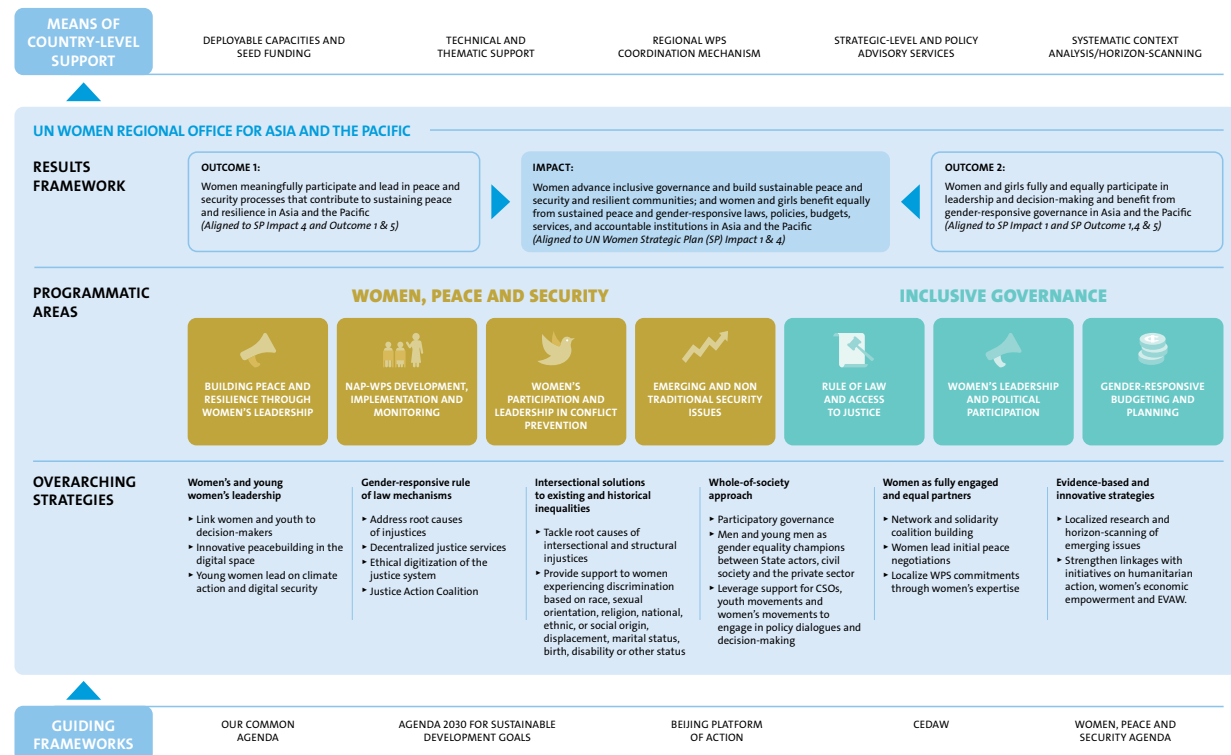 MEANS OF
COUNTRY-LEVEL
SUPPORT
DEPLOYABLE CAPACITIES AND
SEED FUNDING
TECHNICAL AND
THEMATIC SUPPORT
REGIONAL WPS
COORDINATION MECHANISM
STRATEGIC-LEVEL AND POLICY
ADVISORY SERVICES
SYSTEMATIC CONTEXT
ANALYSIS/HORIZON-SCANNING
UN WOMEN REGIONAL OFFICE FOR ASIA AND THE PACIFIC
RESULTS
FRAMEWORK
OUTCOME 1:
Women meaningfully participate and lead in peace and
security processes that contribute to sustaining peace
and resilience in Asia and the Pacific
(Aligned to SP Impact 4 and Outcome 1 & 5)
IMPACT:
Women advance inclusive governance and build sustainable peace and
security and resilient communities; and women and girls benefit equally
from sustained peace and gender-responsive laws, policies, budgets,
services, and accountable institutions in Asia and the Pacific
(Aligned to UN Women Strategic Plan (SP) Impact 1 & 4)
OUTCOME 2:
Women and girls fully and equally participate in
leadership and decision-making and benefit from
gender-responsive governance in Asia and the Pacific
(Aligned to SP Impact 1 and SP Outcome 1,4 & 5)
PROGRAMMATIC
AREAS
WOMEN, PEACE AND SECURITY
INCLUSIVE GOVERNANCE
BUILDING PEACE AND
RESILIENCE THROUGH
WOMEN'S LEADERSHIP
NAP-WPS DEVELOPMENT,
IMPLEMENTATION AND
MONITORING
WOMEN'S
PARTICIPATION AND
LEADERSHIP IN CONFLICT
PREVENTION
EMERGING AND NON
TRADITIONAL SECURITY
ISSUES
RULE OF LAW
AND ACCESS
TO JUSTICE
WOMEN'S LEADERSHIP
AND POLITICAL
PARTICIPATION
GENDER-RESPONSIVE
BUDGETING AND
PLANNING
OVERARCHING
STRATEGIES
Women's and young
women's leadership
▸ Link women and youth to
decision-makers
▸ Innovative peacebuilding in the
digital space
▸ Young women lead on climate
action and digital security
Gender-responsive rule
of law mechanisms
▸ Address root causes
of injustices
▸ Decentralized justice services
▸ Ethical digitization of the
justice system
▸ Justice Action Coalition
Intersectional solutions
to existing and historical
inequalities
▸ Tackle root causes of
intersectional and structural
injustices
▸ Provide support to women
experiencing discrimination
based on race, sexual
orientation, religion, national,
ethnic, or social origin,
displacement, marital status,
birth, disability or other status
Whole-of-society
approach
▸ Participatory governance
▸ Men and young men as
gender equality champions
between State actors, civil
society and the private sector
▸ Leverage support for CSOs,
youth movements and
women's movements to
engage in policy dialogues and
decision-making
Women as fully engaged
and equal partners
▸ Network and solidarity
coalition building
▸ Women lead initial peace
negotiations
▸ Localize WPS commitments
through women's expertise
Evidence-based and
innovative strategies
▸ Localized research and
horizon-scanning of
emerging issues
▸ Strengthen linkages with
initiatives on humanitarian
action, women's economic
empowerment and EVAW.
GUIDING
FRAMEWORKS
OUR COMMON
AGENDA
AGENDA 2030 FOR SUSTAINABLE
DEVELOPMENT GOALS
BEIJING PLATFORM
OF ACTION
CEDAW
WOMEN, PEACE AND
SECURITY AGENDA